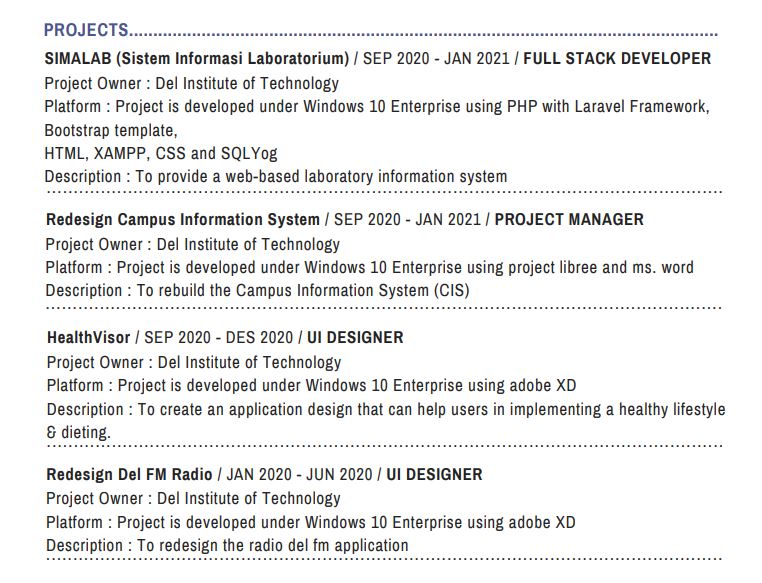 PROJECTS
SIMALAB (Sistem Informasi Laboratorium) / SEP 2020 - JAN 2021 / FULL STACK DEVELOPER
Project Owner : Del Institute of Technology
Platform : Project is developed under Windows 10 Enterprise using PHP with Laravel Framework,
Bootstrap template,
HTML, XAMPP, CSS and SQLYog
Description : To provide a web-based laboratory information system
Redesign Campus Information System / SEP 2020 - JAN 2021 / PROJECT MANAGER
Project Owner : Del Institute of Technology
Platform : Project is developed under Windows 10 Enterprise using project libree and ms. word
Description : To rebuild the Campus Information System (CIS)
HealthVisor / SEP 2020 - DES 2020 / UI DESIGNER
Project Owner : Del Institute of Technology
Platform : Project is developed under Windows 10 Enterprise using adobe XD
Description : To create an application design that can help users in implementing a healthy lifestyle
& dieting.
Redesign Del FM Radio / JAN 2020 - JUN 2020 / UI DESIGNER
Project Owner : Del Institute of Technology
Platform : Project is developed under Windows 10 Enterprise using adobe XD
Description : To redesign the radio del fm application